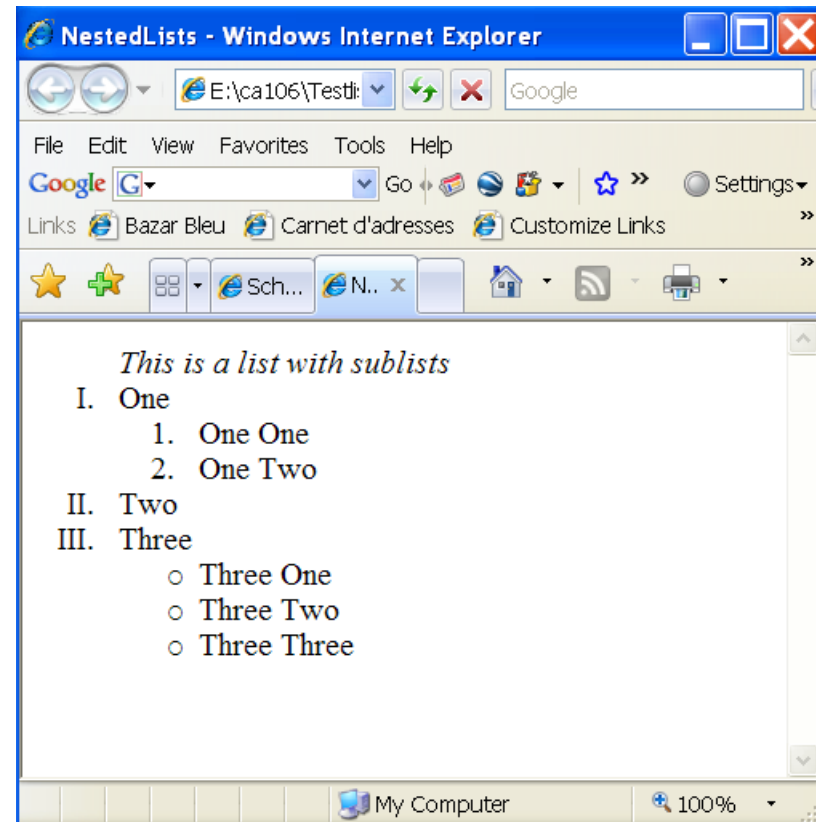 NestedLists - Windows Internet Explorer
E:\ca106\Testli Google
File Edit View Favorites Tools Help
Google G Go » Settings
Links Bazar Bleu Carnet d'adresses Customize Links »
Sch... N.. x »
This is a list with sublists
I. One
1. One One
2. One Two
II. Two
III. Three
○ Three One
○ Three Two
○ Three Three
My Computer 100%